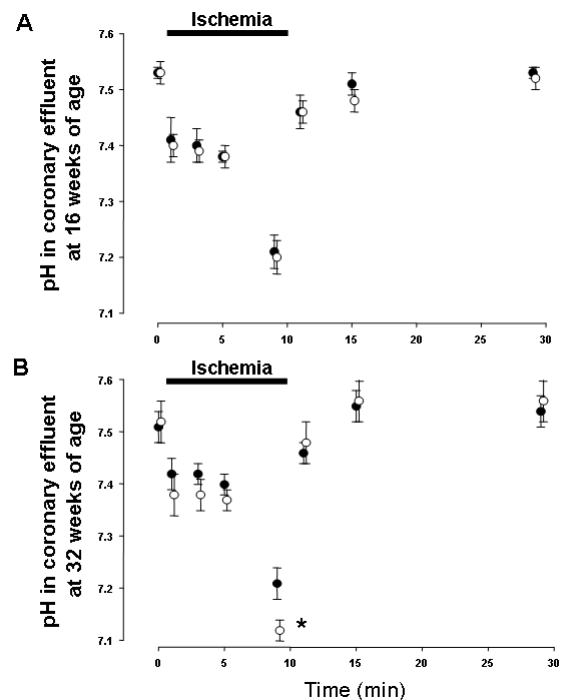 A
Ischemia
pH in coronary effluent
at 16 weeks of age
7.6
7.5
7.4
7.3
7.2
7.1
0 5 10 15 20 25 30
B
Ischemia
pH in coronary effluent
at 32 weeks of age
7.6
7.5
7.4
7.3
7.2
7.1
*
0 5 10 15 20 25 30
Time (min)